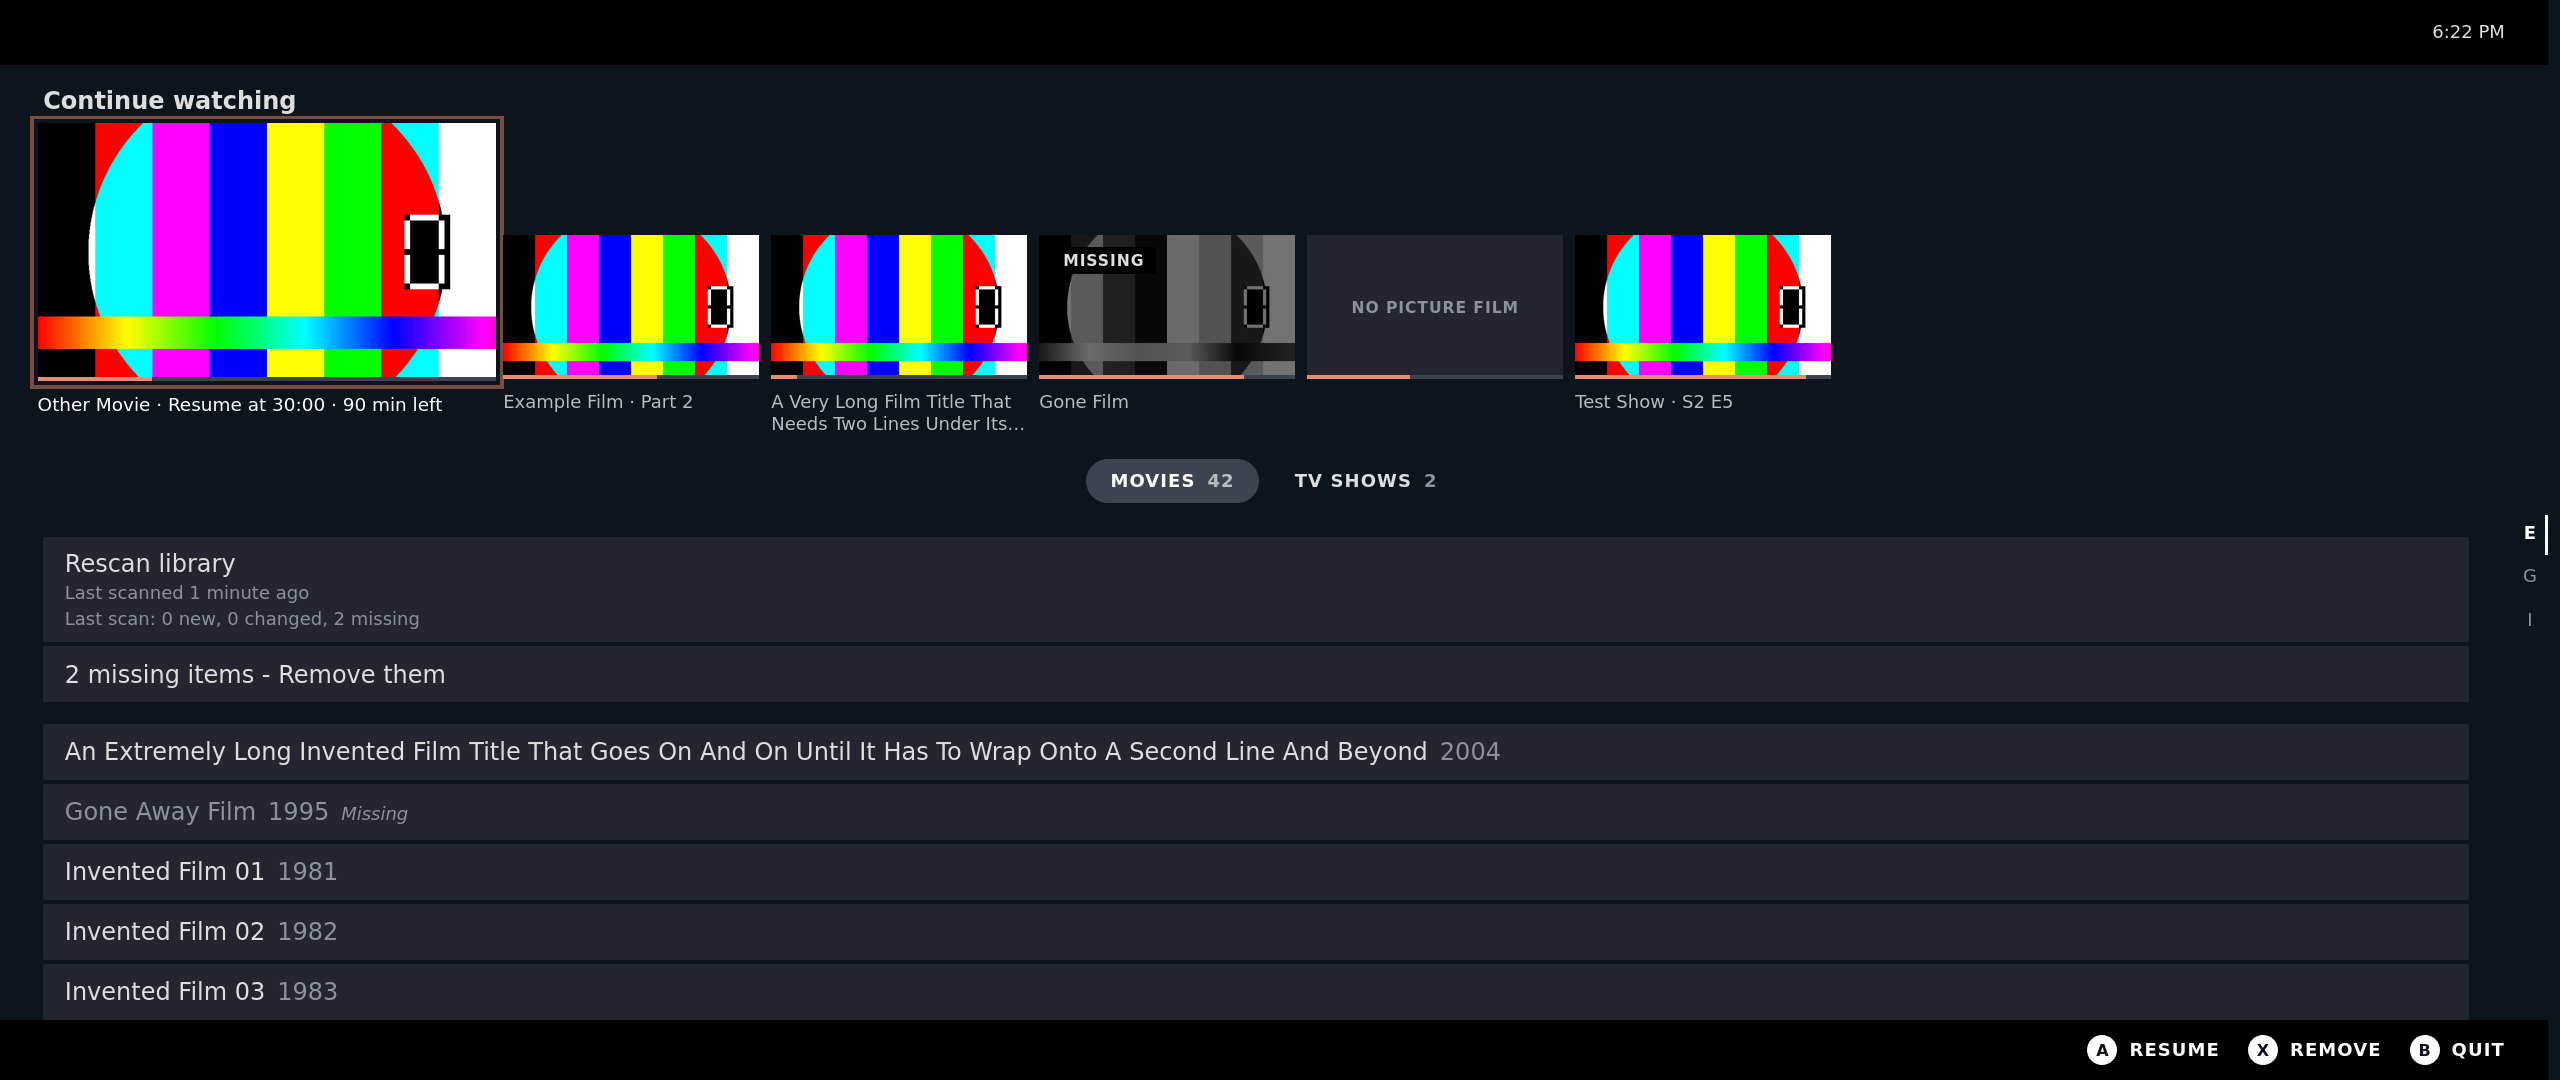 6:22 PM
Continue watching
MISSING
NO PICTURE FILM
Other Movie · Resume at 30:00 · 90 min left
Example Film · Part 2
A Very Long Film Title That
Needs Two Lines Under Its...
Gone Film
Test Show · S2 E5
MOVIES 42
TV SHOWS 2
E
G
I
Rescan library
Last scanned 1 minute ago
Last scan: 0 new, 0 changed, 2 missing
2 missing items - Remove them
An Extremely Long Invented Film Title That Goes On And On Until It Has To Wrap Onto A Second Line And Beyond 2004
Gone Away Film 1995 Missing
Invented Film 01 1981
Invented Film 02 1982
Invented Film 03 1983
A RESUME
X REMOVE
B QUIT